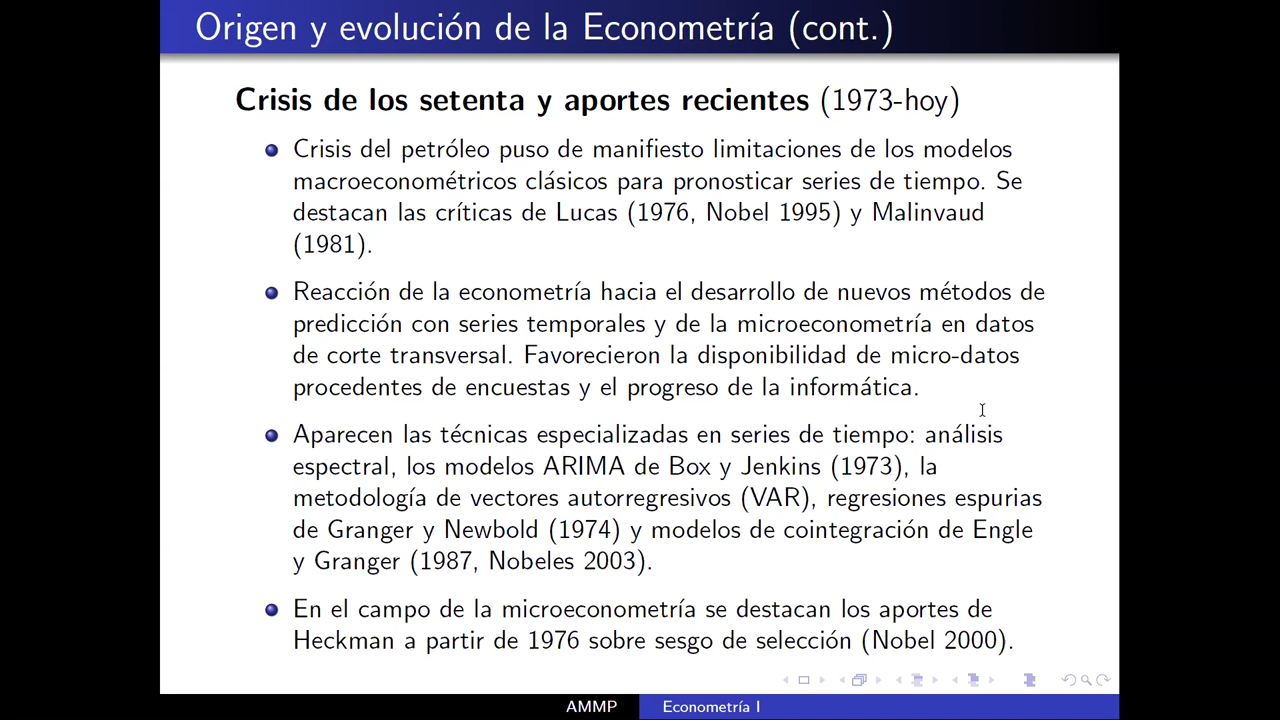 Origen y evolución de la Econometría (cont.)
Crisis de los setenta y aportes recientes (1973-hoy)
Crisis del petróleo puso de manifiesto limitaciones de los modelos
macroeconométricos clásicos para pronosticar series de tiempo. Se
destacan las críticas de Lucas (1976, Nobel 1995) y Malinvaud
(1981).
Reacción de la econometría hacia el desarrollo de nuevos métodos de
predicción con series temporales y de la microeconometría en datos
de corte transversal. Favorecieron la disponibilidad de micro-datos
procedentes de encuestas y el progreso de la informática.
Aparecen las técnicas especializadas en series de tiempo: análisis
espectral, los modelos ARIMA de Box y Jenkins (1973), la
metodología de vectores autorregresivos (VAR), regresiones espurias
de Granger y Newbold (1974) y modelos de cointegración de Engle
y Granger (1987, Nobeles 2003).
En el campo de la microeconometría se destacan los aportes de
Heckman a partir de 1976 sobre sesgo de selección (Nobel 2000).
AMMP
Econometría I